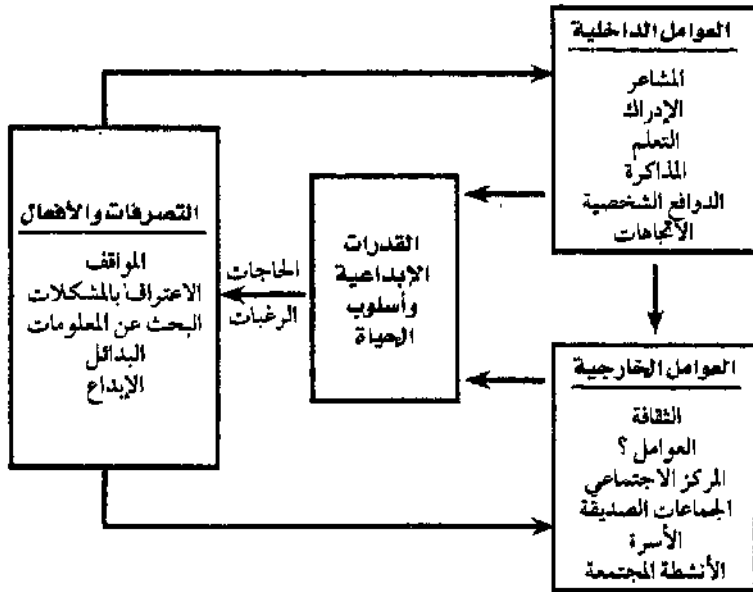 العوامل الداخلية
المشاعر
الإدراك
التعلم
المذاكرة
الدوافع الشخصية
الاتجاهات
القدرات
الإبداعية
وأسلوب
الحياة
الحاجات
الرغبات
التصرفات والأفعال
المواقف
الاعتراف بالمشكلات
البحث عن المعلومات
البدائل
الإبداع
العوامل الخارجية
الثقافة
العوامل ؟
المركز الاجتماعي
الجماعات الصديقة
الأسرة
الأنشطة المجتمعة